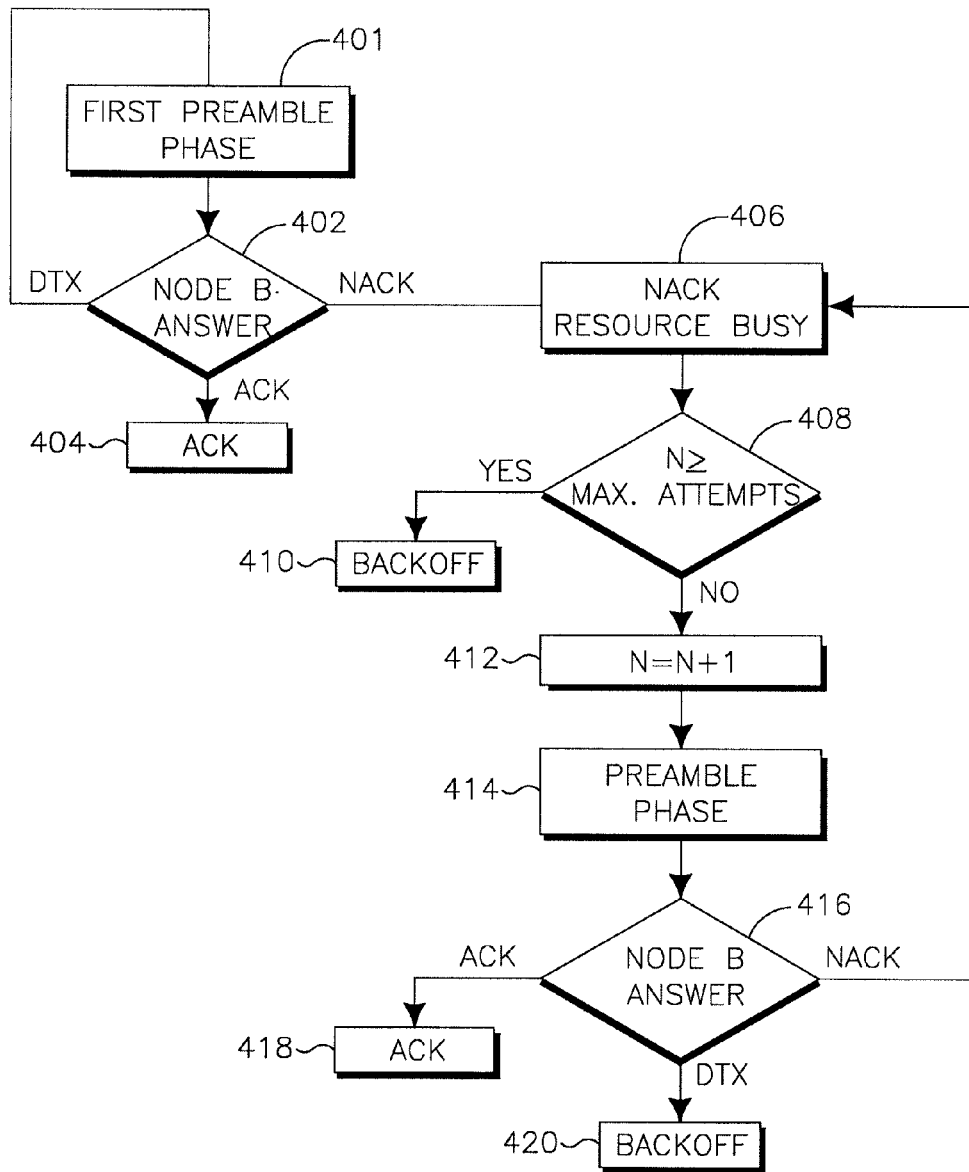 401
FIRST PREAMBLE
PHASE
402
DTX
NODE B
ANSWER
NACK
ACK
404
ACK
406
NACK
RESOURCE BUSY
408
N≥
MAX. ATTEMPTS
YES
410
BACKOFF
NO
412
N=N+1
414
PREAMBLE
PHASE
416
ACK
NODE B
ANSWER
NACK
418
ACK
DTX
420
BACKOFF